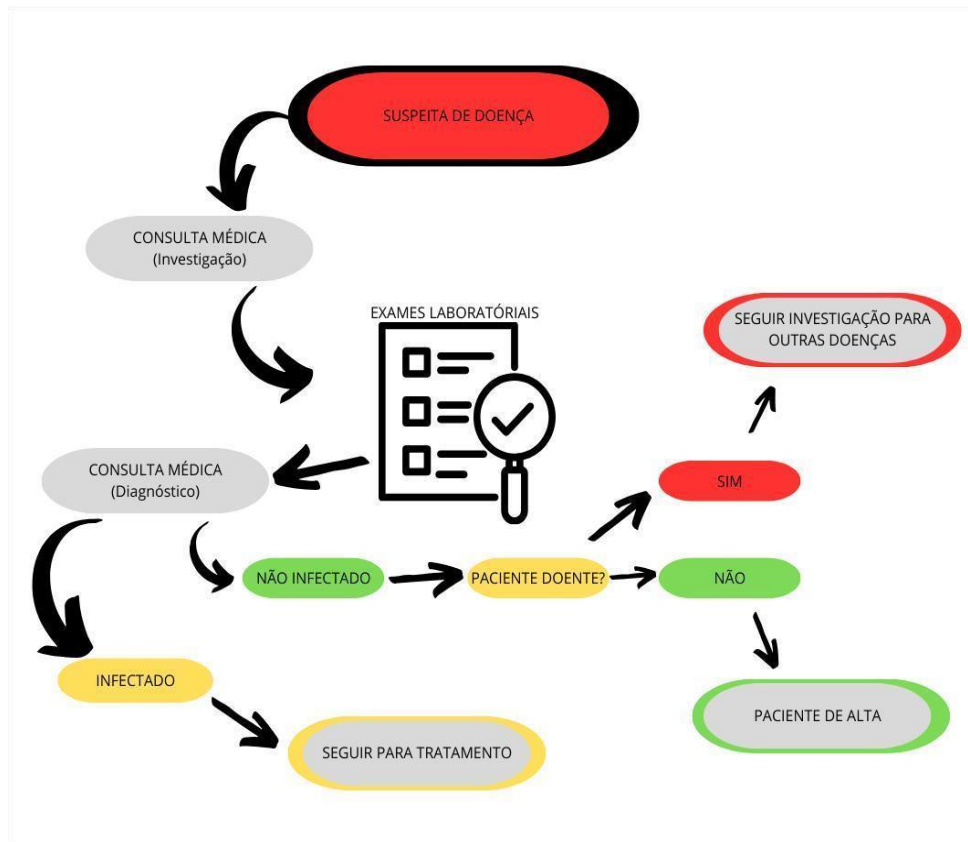 SUSPEITA DE DOENÇA
CONSULTA MÉDICA
(Investigação)
EXAMES LABORATÓRIAIS
SEGUIR INVESTIGAÇÃO PARA
OUTRAS DOENÇAS
CONSULTA MÉDICA
(Diagnóstico)
SIM
NÃO INFECTADO
PACIENTE DOENTE?
NÃO
INFECTADO
PACIENTE DE ALTA
SEGUIR PARA TRATAMENTO